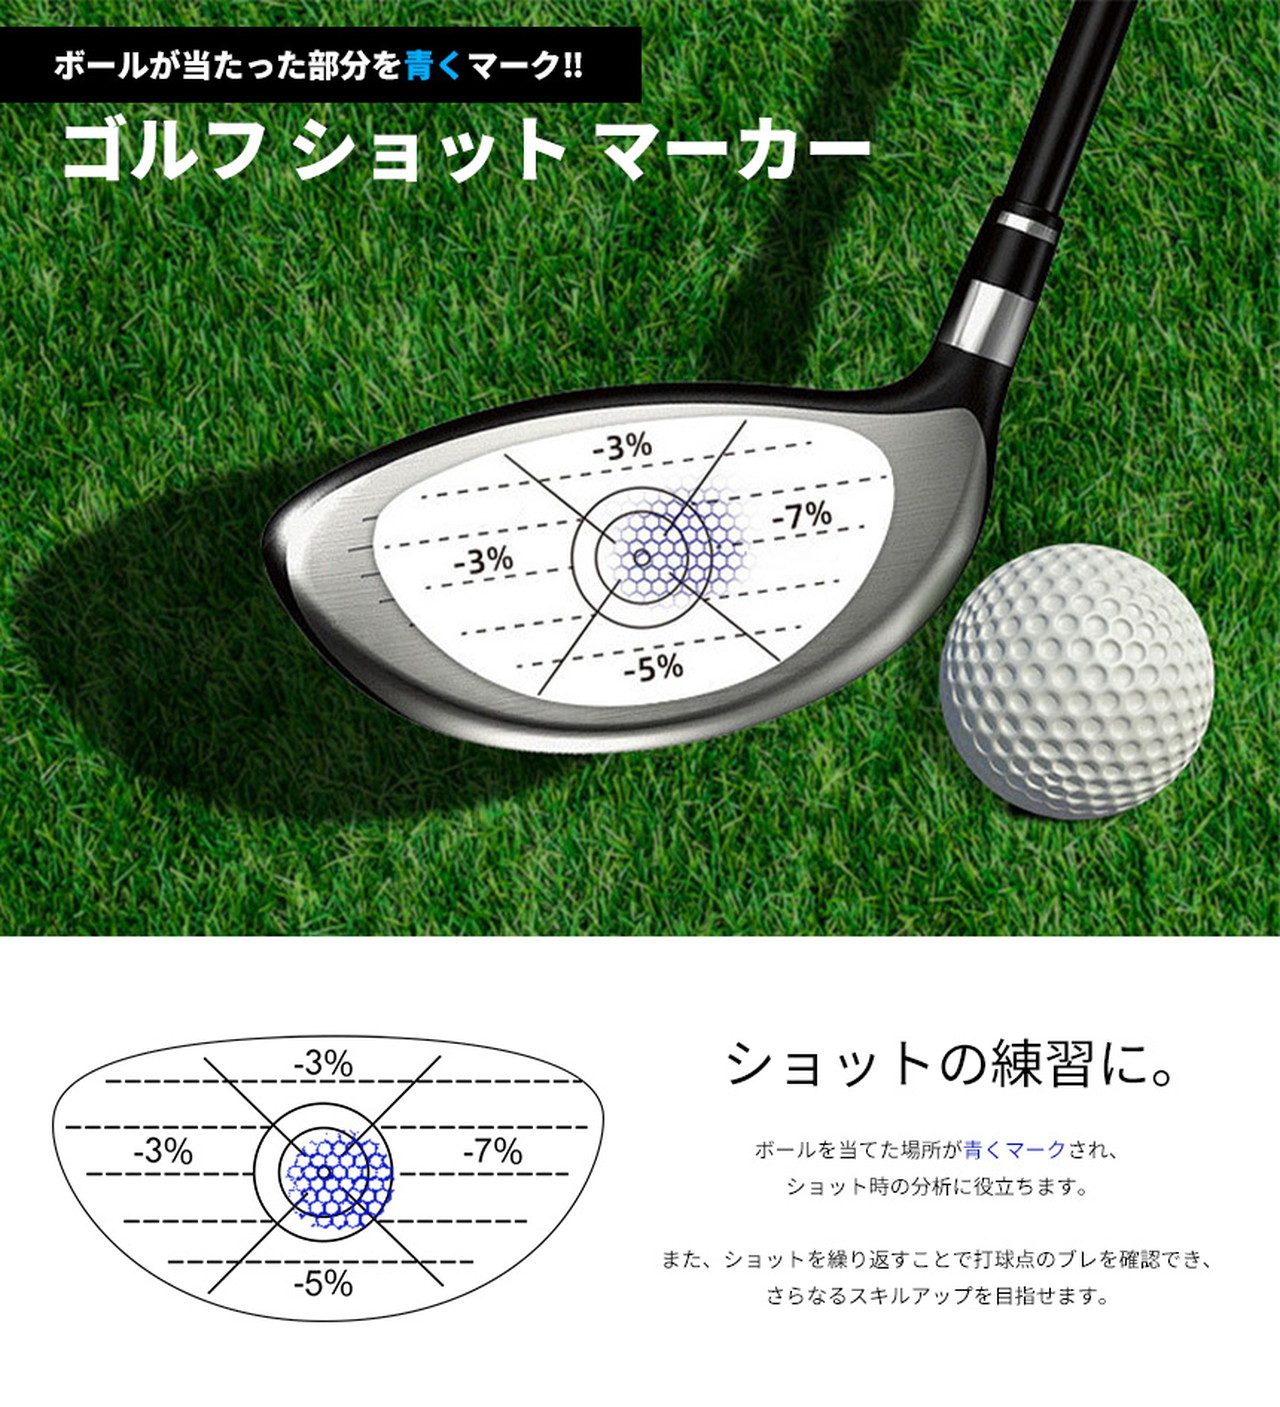 ボールが当たった部分を青くマーク!!
ゴルフ ショット マーカー
-3%
-7%
-3%
-5%
-3%
-3%
-7%
-5%
ショットの練習に。
ボールを当てた場所が青くマークされ、
ショット時の分析に役立ちます。
また、ショットを繰り返すことで打球点のブレを確認でき、
さらなるスキルアップを目指せます。